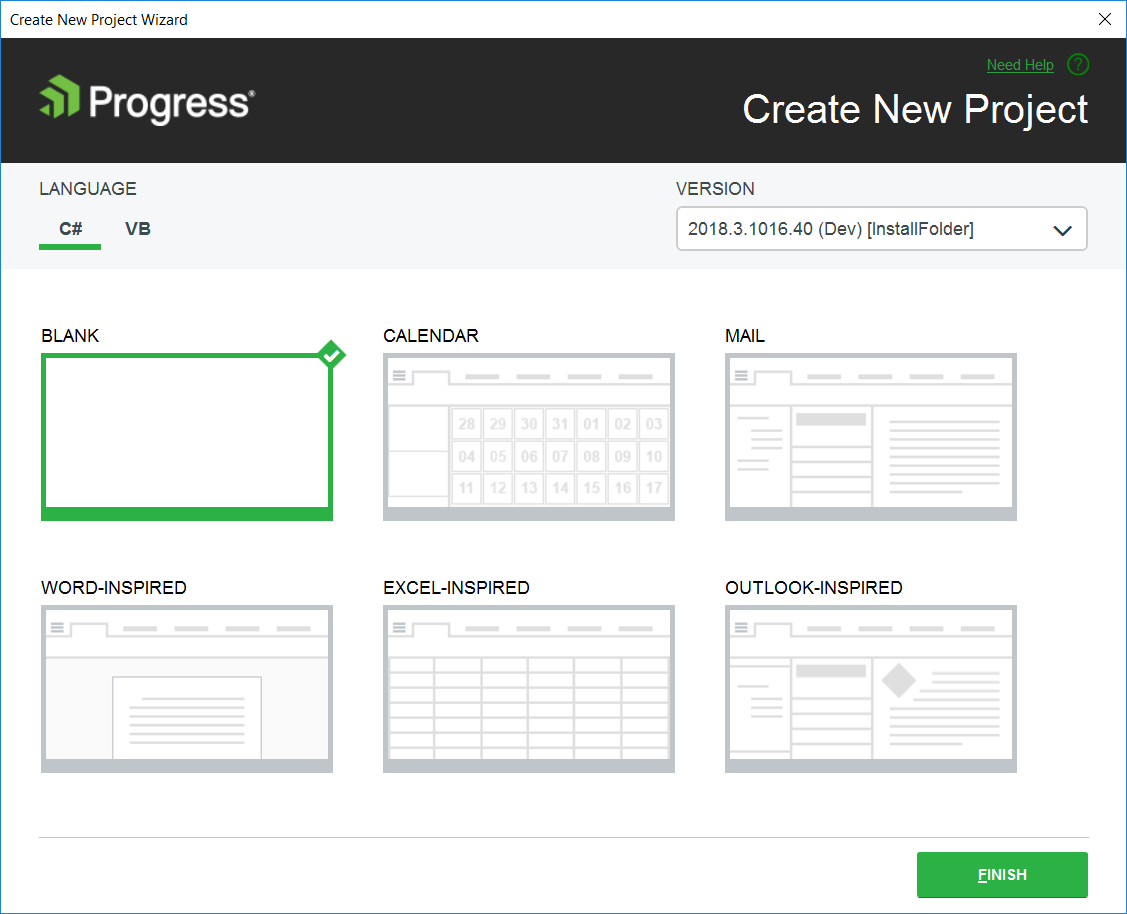 Create New Project Wizard
Need Help ?
Progress®
Create New Project
LANGUAGE
VERSION
C# VB
2018.3.1016.40 (Dev) [InstallFolder]
BLANK
CALENDAR
MAIL
28 29 30 31 01 02 03
04 05 06 07 08 09 10
11 12 13 14 15 16 17
WORD-INSPIRED
EXCEL-INSPIRED
OUTLOOK-INSPIRED
FINISH